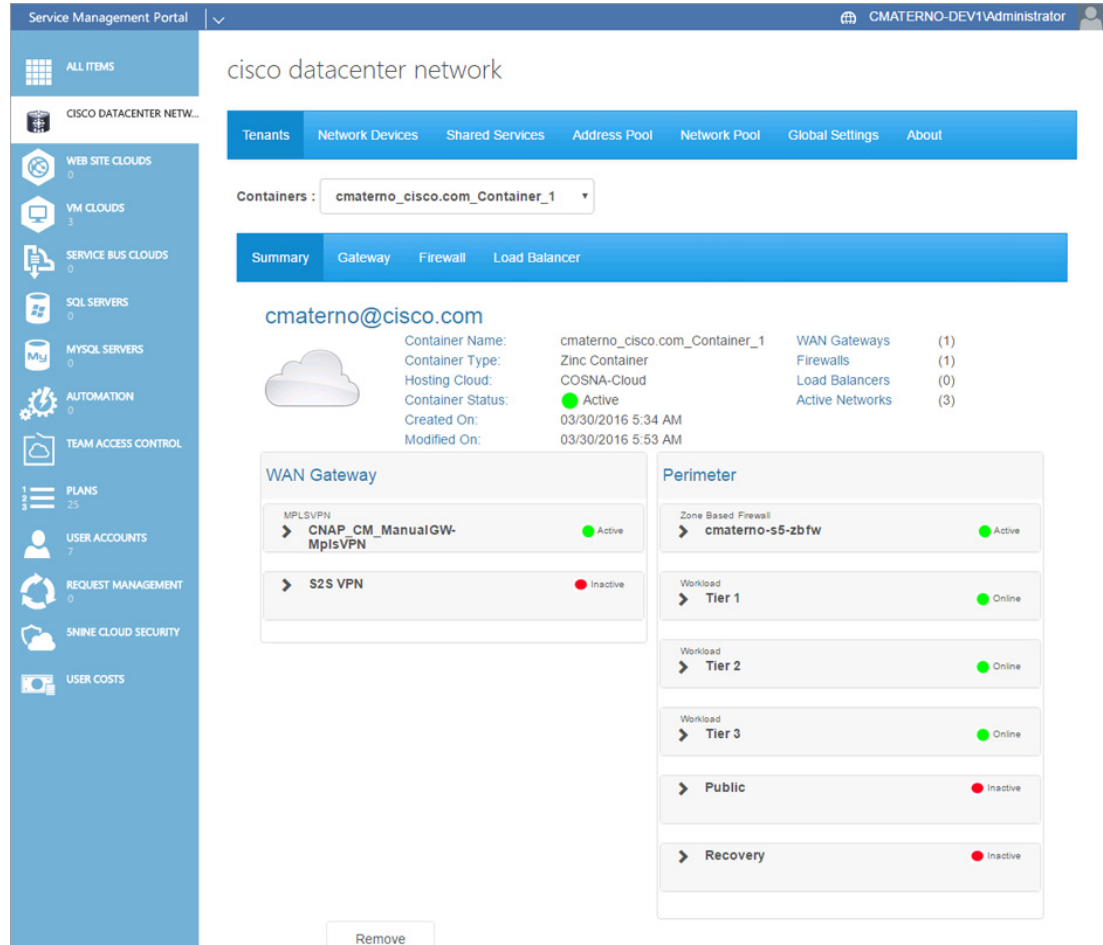 Service Management Portal
CMATERNO-DEV1\Administrator
ALL ITEMS
CISCO DATACENTER NETW...
WEB SITE CLOUDS
0
VM CLOUDS
3
SERVICE BUS CLOUDS
0
SQL SERVERS
0
MYSQL SERVERS
0
My
AUTOMATION
0
TEAM ACCESS CONTROL
PLANS
25
1
2
3
USER ACCOUNTS
7
REQUEST MANAGEMENT
0
5NINE CLOUD SECURITY
USER COSTS
cisco datacenter network
Tenants Network Devices Shared Services Address Pool Network Pool Global Settings About
Containers : cmaterno_cisco.com_Container_1
Summary Gateway Firewall Load Balancer
cmaterno@cisco.com
Container Name: cmaterno_cisco.com_Container_1
Container Type: Zinc Container
Hosting Cloud: COSNA-Cloud
Container Status: Active
Created On: 03/30/2016 5:34 AM
Modified On: 03/30/2016 5:53 AM
WAN Gateways (1)
Firewalls (1)
Load Balancers (0)
Active Networks (3)
WAN Gateway
MPLSVPN
CNAP_CM_ManualGW-
MplsVPN
Active
S2S VPN Inactive
Perimeter
Zone Based Firewall
cmaterno-s5-zbfw Active
Workload
Tier 1 Online
Workload
Tier 2 Online
Workload
Tier 3 Online
Public Inactive
Recovery Inactive
Remove